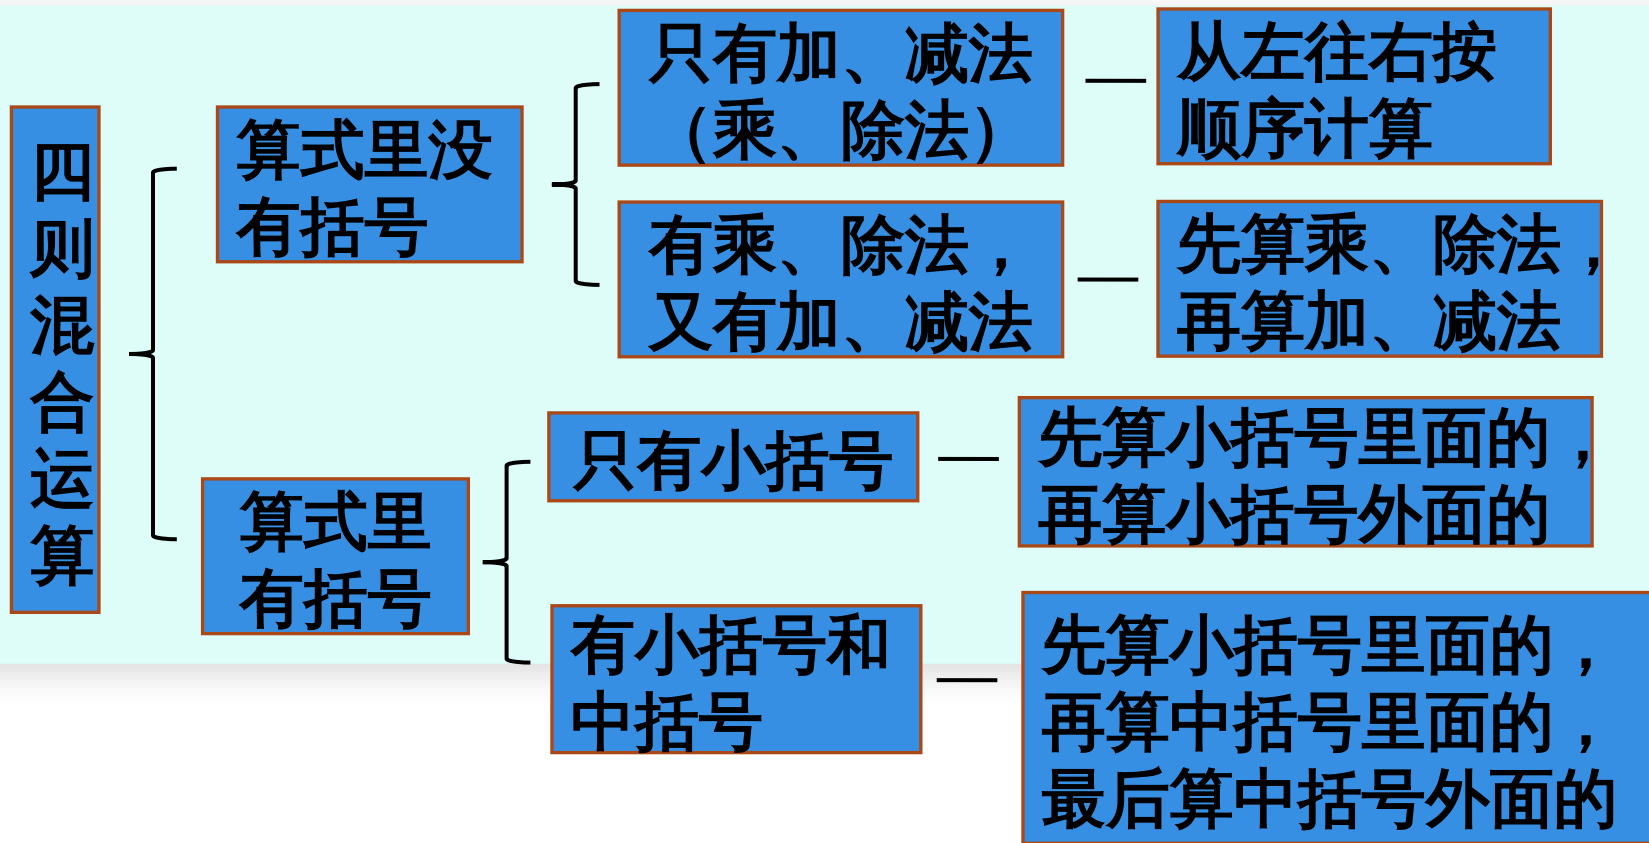 四则混合运算
算式里没
有括号
只有加、减法
（乘、除法）
从左往右按
顺序计算
有乘、除法，
又有加、减法
先算乘、除法，
再算加、减法
算式里
有括号
只有小括号
先算小括号里面的，
再算小括号外面的
有小括号和
中括号
先算小括号里面的，
再算中括号里面的，
最后算中括号外面的